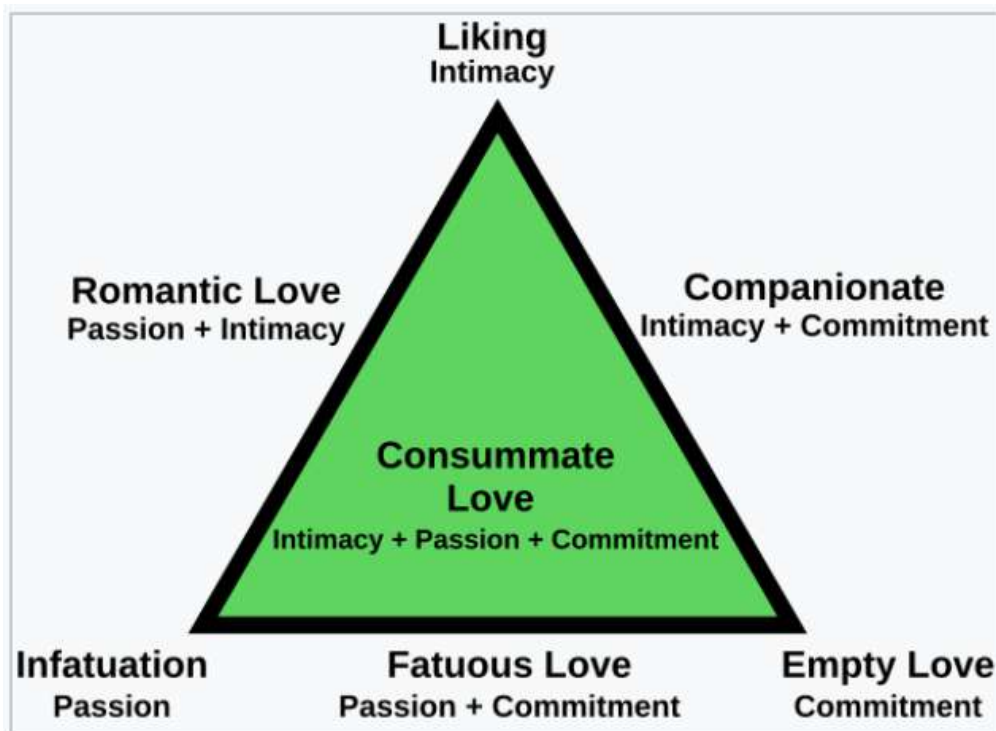 Liking
Intimacy
Romantic Love
Passion + Intimacy
Companionate
Intimacy + Commitment
Consummate
Love
Intimacy + Passion + Commitment
Infatuation
Passion
Fatuous Love
Passion + Commitment
Empty Love
Commitment